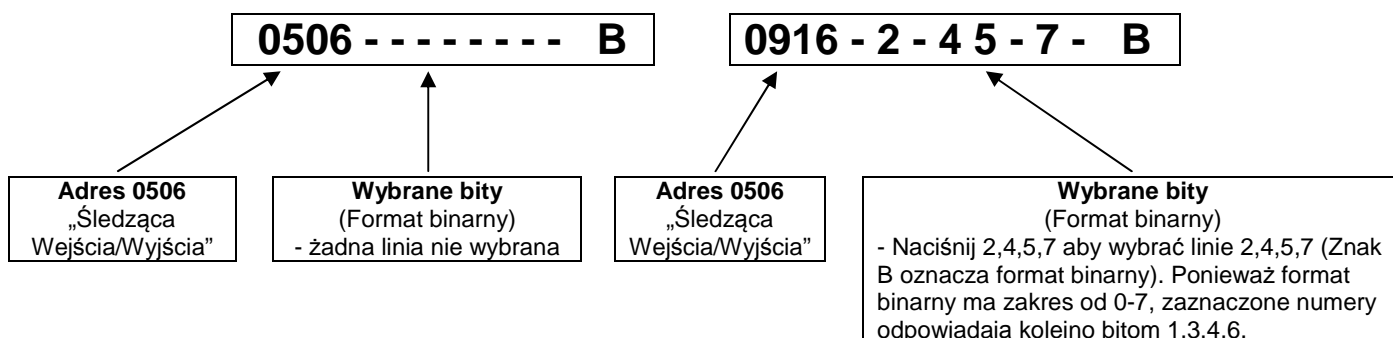 0506 - - - - - - - - B
0916 - 2 - 4 5 - 7 - B
Adres 0506
„Śledząca
Wejścia/Wyjścia”
Wybrane bity
(Format binarny)
- żadna linia nie wybrana
Adres 0506
„Śledząca
Wejścia/Wyjścia”
Wybrane bity
(Format binarny)
- Naciśnij 2,4,5,7 aby wybrać linie 2,4,5,7 (Znak
B oznacza format binarny). Ponieważ format
binarny ma zakres od 0-7, zaznaczone numery
odpowiadają kolejno bitom 1,3,4,6.